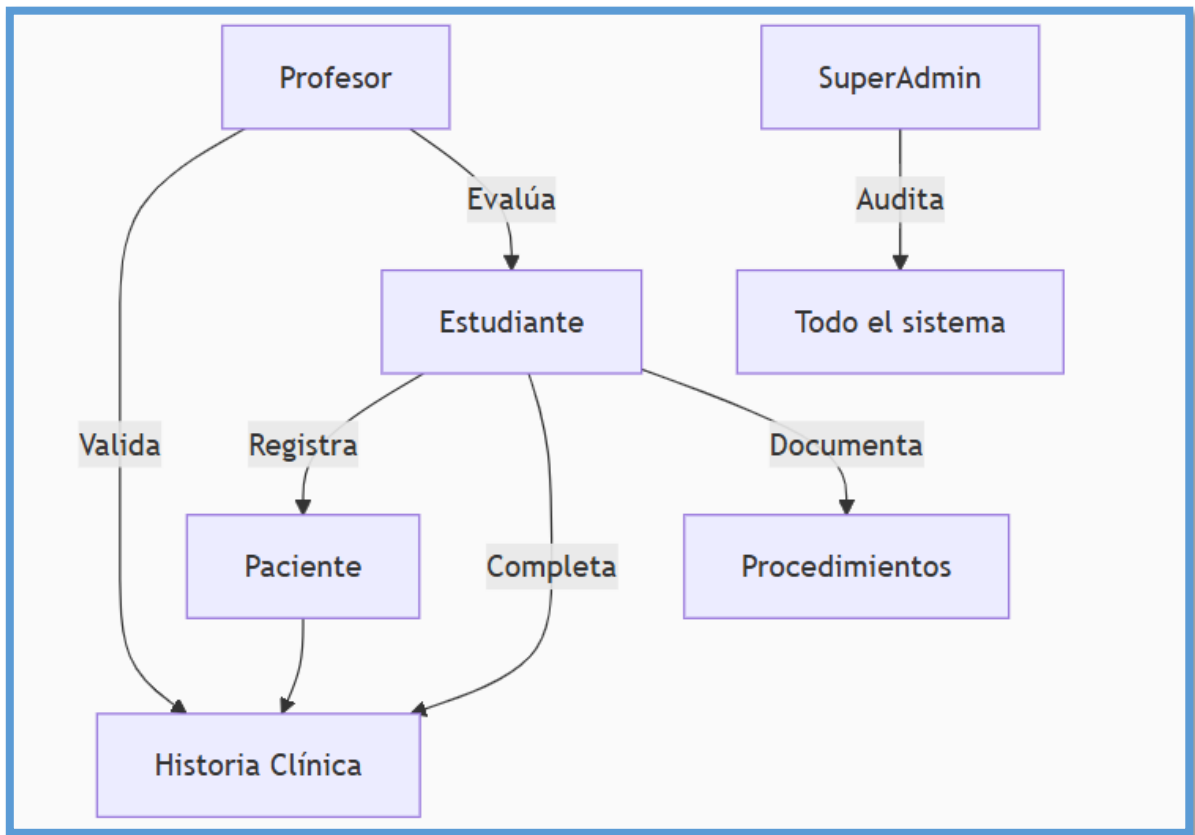 Profesor
SuperAdmin
Evalúa
Audita
Estudiante
Todo el sistema
Valida
Registra
Documenta
Paciente
Completa
Procedimientos
Historia Clínica